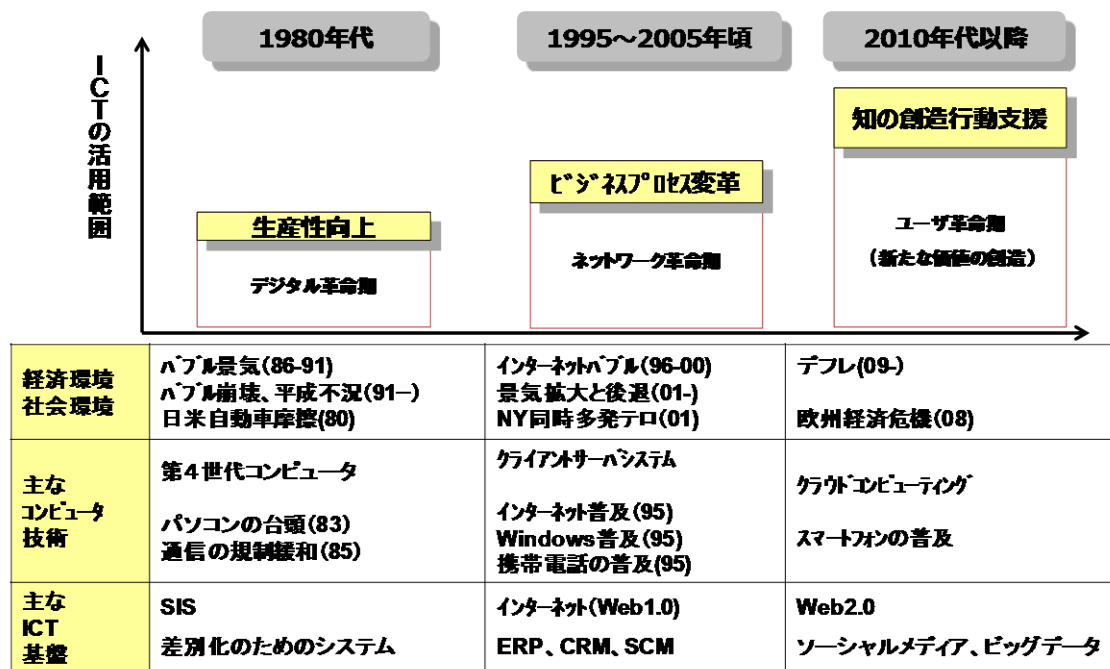 1980年代
1995～2005年頃
2010年代以降
ICTの活用範囲
知の創造行動支援
ﾋﾞｼﾞﾈｽﾌﾟﾛｾｽ変革
生産性向上
ユーザ革命期
(新たな価値の創造)
ネットワーク革命期
デジタル革命期
経済環境
社会環境
ﾊﾞﾌﾞﾙ景気(86-91)
ﾊﾞﾌﾞﾙ崩壊、平成不況(91－)
日米自動車摩擦(80)
インターネットﾊﾞﾌﾞﾙ(96-00)
景気拡大と後退(01-)
NY同時多発テロ(01)
デフレ(09-)
欧州経済危機(08)
主な
ｺﾝﾋﾟｭｰﾀ
技術
第４世代コンピュータ
パソコンの台頭(83)
通信の規制緩和(85)
ｸﾗｲｱﾝﾄｻｰﾊﾞｼｽﾃﾑ
インターネット普及(95)
Windows普及(95)
携帯電話の普及(95)
ｸﾗｳﾄﾞｺﾝﾋﾟｭｰﾃｨﾝｸﾞ
ｽﾏｰﾄﾌｫﾝの普及
主な
ICT
基盤
SIS
差別化のためのシステム
インターネット(Web1.0)
ERP、CRM、SCM
Web2.0
ソーシャルメディア、ビッグデータ